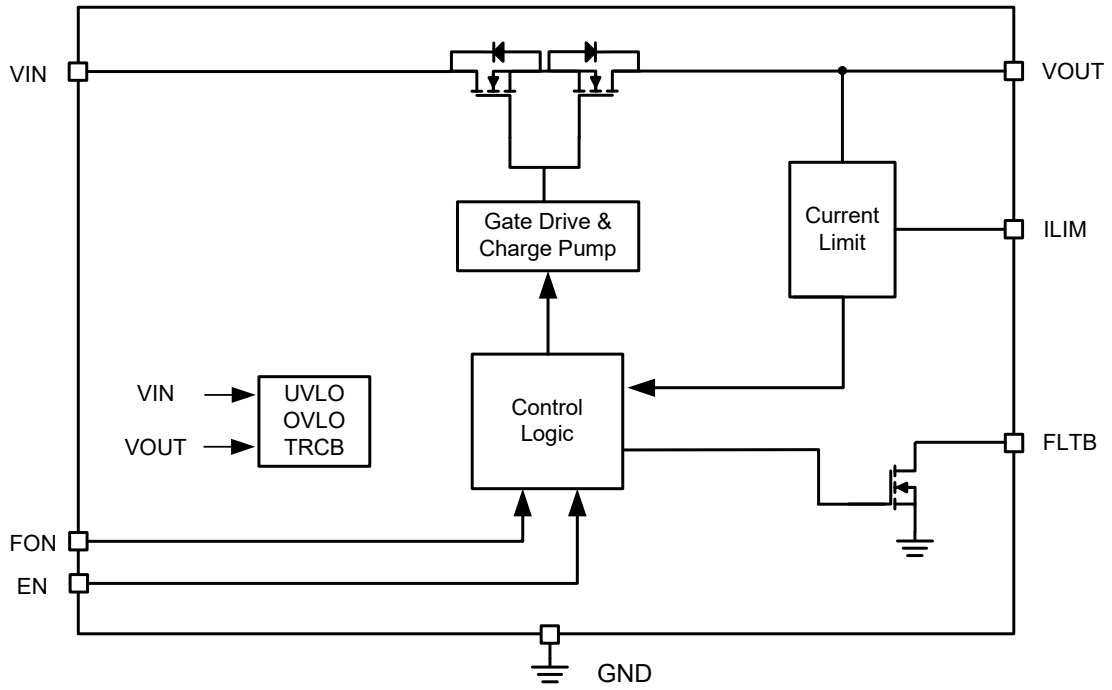 VIN
VOUT
Gate Drive &
Charge Pump
Current
Limit
ILIM
VIN
VOUT
UVLO
OVLO
TRCB
Control
Logic
FLTB
FON
EN
GND